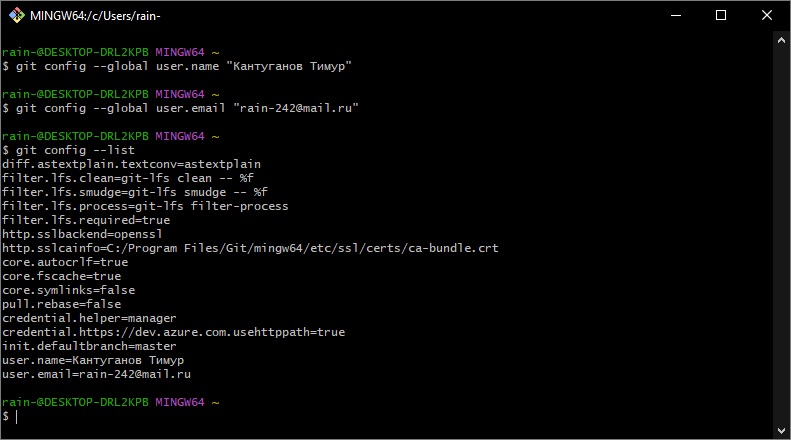 MINGW64:/c/Users/rain-
rain-@DESKTOP-DRL2KPB MINGW64 ~
$ git config --global user.name "Кантуганов Тимур"
rain-@DESKTOP-DRL2KPB MINGW64 ~
$ git config --global user.email "rain-242@mail.ru"
rain-@DESKTOP-DRL2KPB MINGW64 ~
$ git config --list
diff.astextplain.textconv=astextplain
filter.lfs.clean=git-lfs clean -- %f
filter.lfs.smudge=git-lfs smudge -- %f
filter.lfs.process=git-lfs filter-process
filter.lfs.required=true
http.sslbackend=openssl
http.sslcainfo=C:/Program Files/Git/mingw64/etc/ssl/certs/ca-bundle.crt
core.autocrlf=true
core.fscache=true
core.symlinks=false
pull.rebase=false
credential.helper=manager
credential.https://dev.azure.com.usehttppath=true
init.defaultbranch=master
user.name=Кантуганов Тимур
user.email=rain-242@mail.ru
rain-@DESKTOP-DRL2KPB MINGW64 ~
$